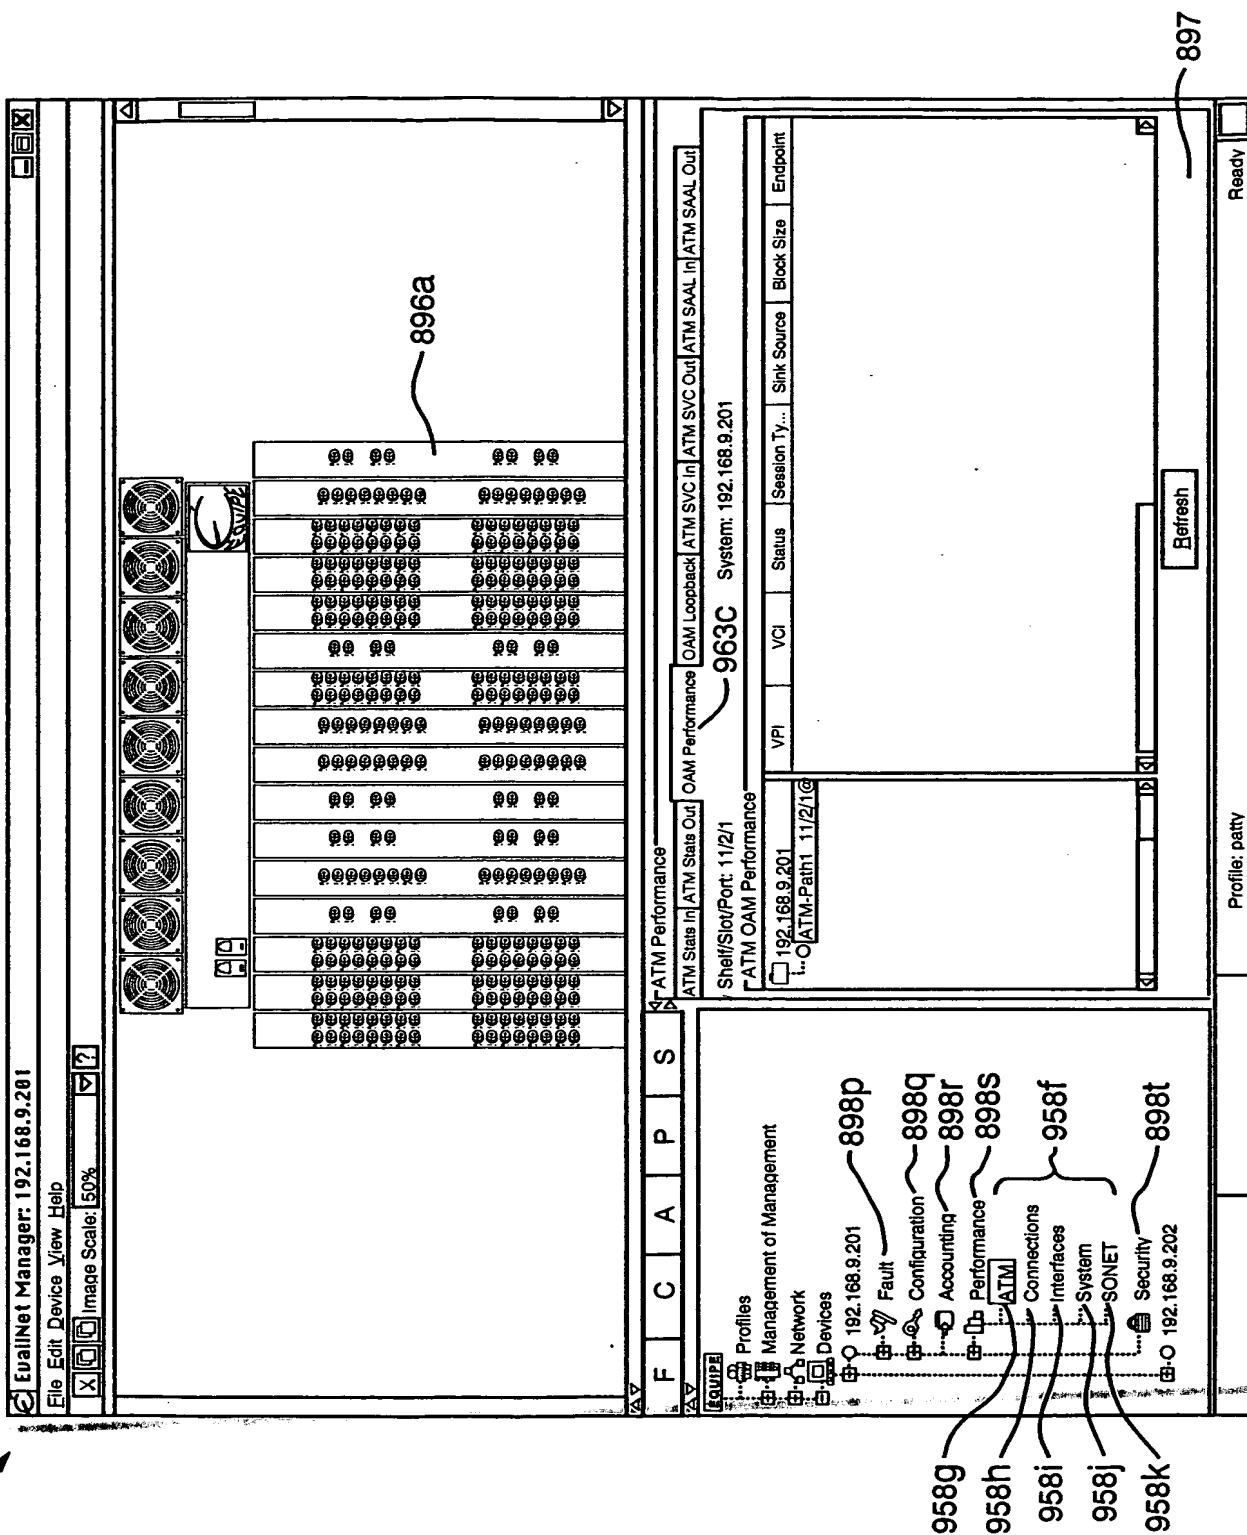 EualNet Manager: 192.168.9.201
File Edit Device View Help
X Image Scale: 50% ?
EQUIPE
896a
F C A P S
EQUIPE
Profiles
Management of Management
Network
Devices
192.168.9.201
Fault
Configuration
Accounting
Performance
ATM
Connections
Interfaces
System
SONET
Security
192.168.9.202
898p
898q
898r
898s
958f
898t
958g
958h
958i
958j
958k
ATM Performance
ATM Stats In ATM Stats Out OAM Performance OAM Loopback ATM SVC In ATM SVC Out ATM SAAL In ATM SAAL Out
Shelf/Slot/Port: 11/2/1 963C System: 192.168.9.201
ATM OAM Performance
192.168.9.201
ATM-Path1 11/2/1@
VPI VCI Status Session Ty... Sink Source Block Size Endpoint
Refresh
897
Profile: patty Ready